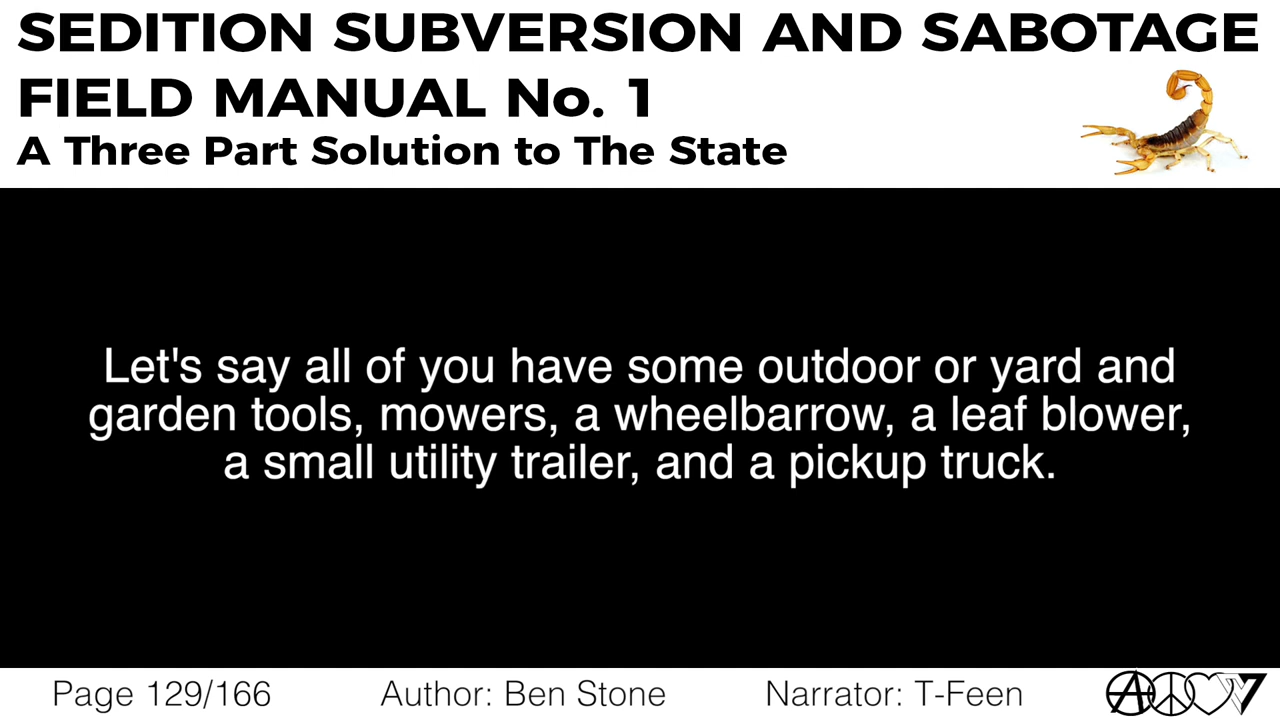 SEDITION SUBVERSION AND SABOTAGE
FIELD MANUAL No. 1
A Three Part Solution to The State
Let's say all of you have some outdoor or yard and
garden tools, mowers, a wheelbarrow, a leaf blower,
a small utility trailer, and a pickup truck.
Page 129/166 Author: Ben Stone Narrator: T-Feen